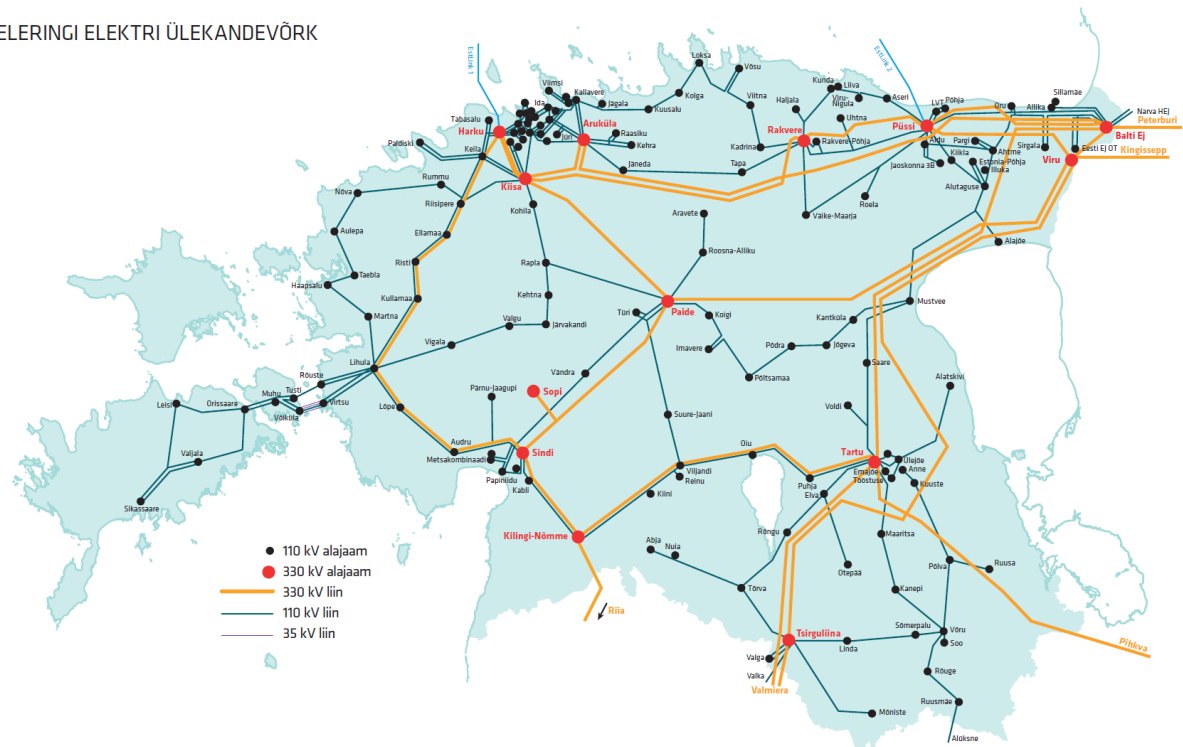 ELERINGI ELEKTRI ÜLEKANDEVÕRK
EstLink 1
EstLink 2
Loksa
Võsu
Viimsi
Kallavere
Ida
Jägala
Kolga
Kuusalu
Viitna
Kunda
Liiva
Viru-Nigula
Aseri
Haljala
Uhtna
LVT
Põhja
Oru
Allika
Sillamäe
Narva HEJ
Peterburi
Balti Ej
Kingissepp
Tabasalu
Harku
Aruküla
Raasiku
Kehra
Rakvere
Rakvere-Põhja
Püssi
Paldiski
Keila
Jüri
Kadrina
Tapa
Jäneda
Aidu
Pargi
Ahtme
Kiikla
Estonia-Põhja
Illuka
Jaoskonna 3B
Sirgala
Eesti EJ OT
Viru
Alutaguse
Kiisa
Rummu
Nõva
Riisipere
Kohila
Väike-Maarja
Roela
Aravete
Aulepa
Ellamaa
Alajõe
Risti
Rapla
Roosna-Alliku
Taebla
Haapsalu
Kullamaa
Kehtna
Martna
Valgu
Järvakandi
Türi
Paide
Koigi
Kantküla
Mustvee
Vigala
Imavere
Põdra
Jõgeva
Lihula
Saare
Rõuste
Vändra
Põltsamaa
Alatskivi
Tusti
Muhu
Orissaare
Leisi
Võiküla
Virtsu
Parnu-Jaagupi
Sopi
Lõpe
Suure-Jaani
Voldi
Audru
Sindi
Metsakombinaadi
Oiu
Tartu
Ülejõe
Valjala
Papiniidu
Kabli
Viljandi
Reinu
Emajõe
Anne
Tööstuse
Puhja
Elva
Kuuste
Kiini
Sikassaare
Kilingi-Nõmme
Rõngu
Maaritsa
Abja
Nuia
Otepää
Põlva
Ruusa
110 kV alajaam
330 kV alajaam
330 kV liin
110 kV liin
35 kV liin
Tõrva
Kanepi
Riia
Tsirguliina
Sõmerpalu
Võru
Soo
Linda
Pihkva
Valga
Valka
Valmiera
Rõuge
Ruusmäe
Mõniste
Aluksne